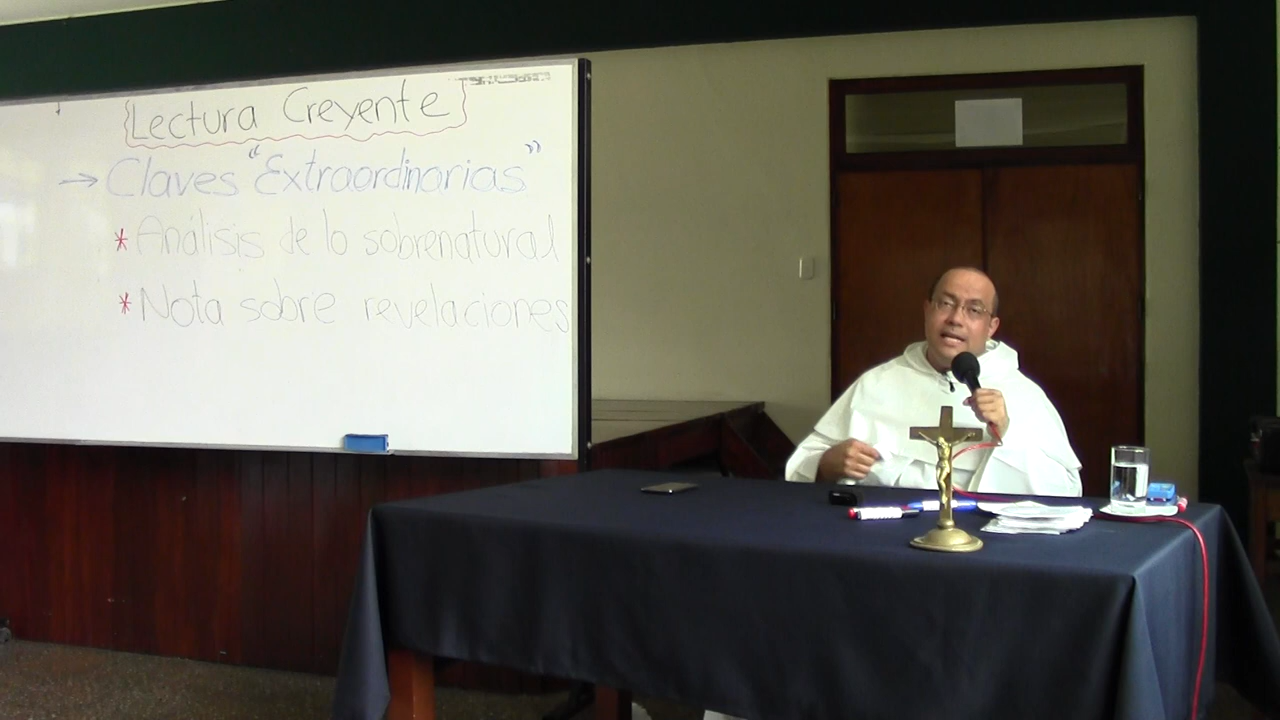 [Lectura Creyente]
→ Claves "Extraordinarias"
* Análisis de lo sobrenatural
* Nota sobre revelaciones